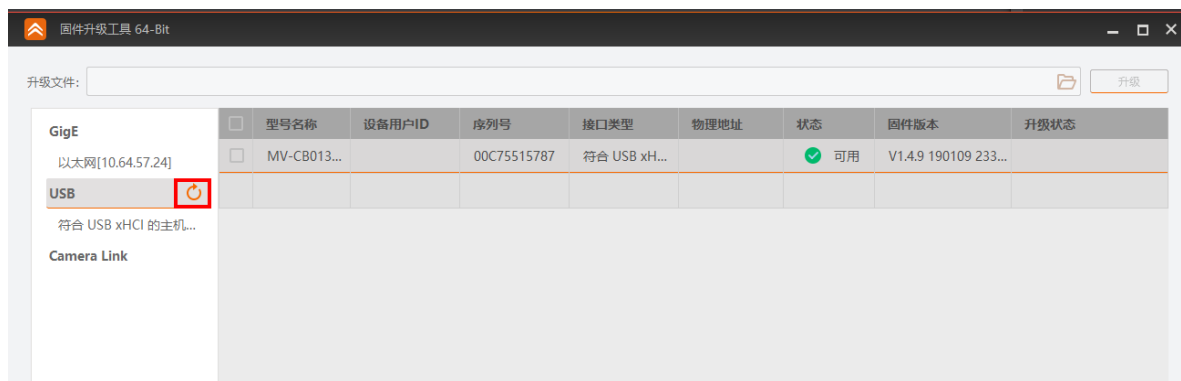 固件升级工具 64-Bit
升级文件:
升级
GigE
以太网[10.64.57.24]
USB
符合 USB xHCI 的主机...
Camera Link
型号名称 设备用户ID 序列号 接口类型 物理地址 状态 固件版本 升级状态
MV-CB013... 00C75515787 符合 USB xH... 可用 V1.4.9 190109 233...